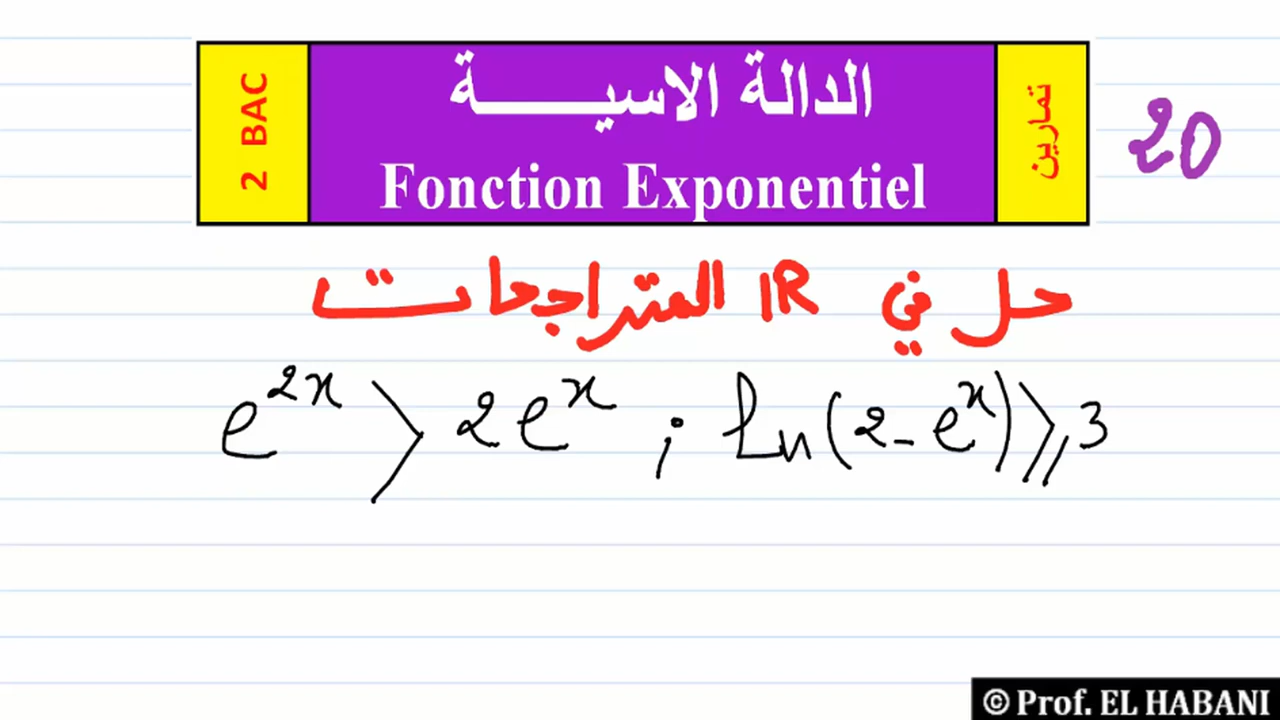 2 BAC
الدالة الاسيـــــــة
Fonction Exponentiel
تمارين
20
حل في IR المتراجحات
e^{2x} > 2e^x ; ln(2-e^x) ⩾ 3
© Prof. EL HABANI